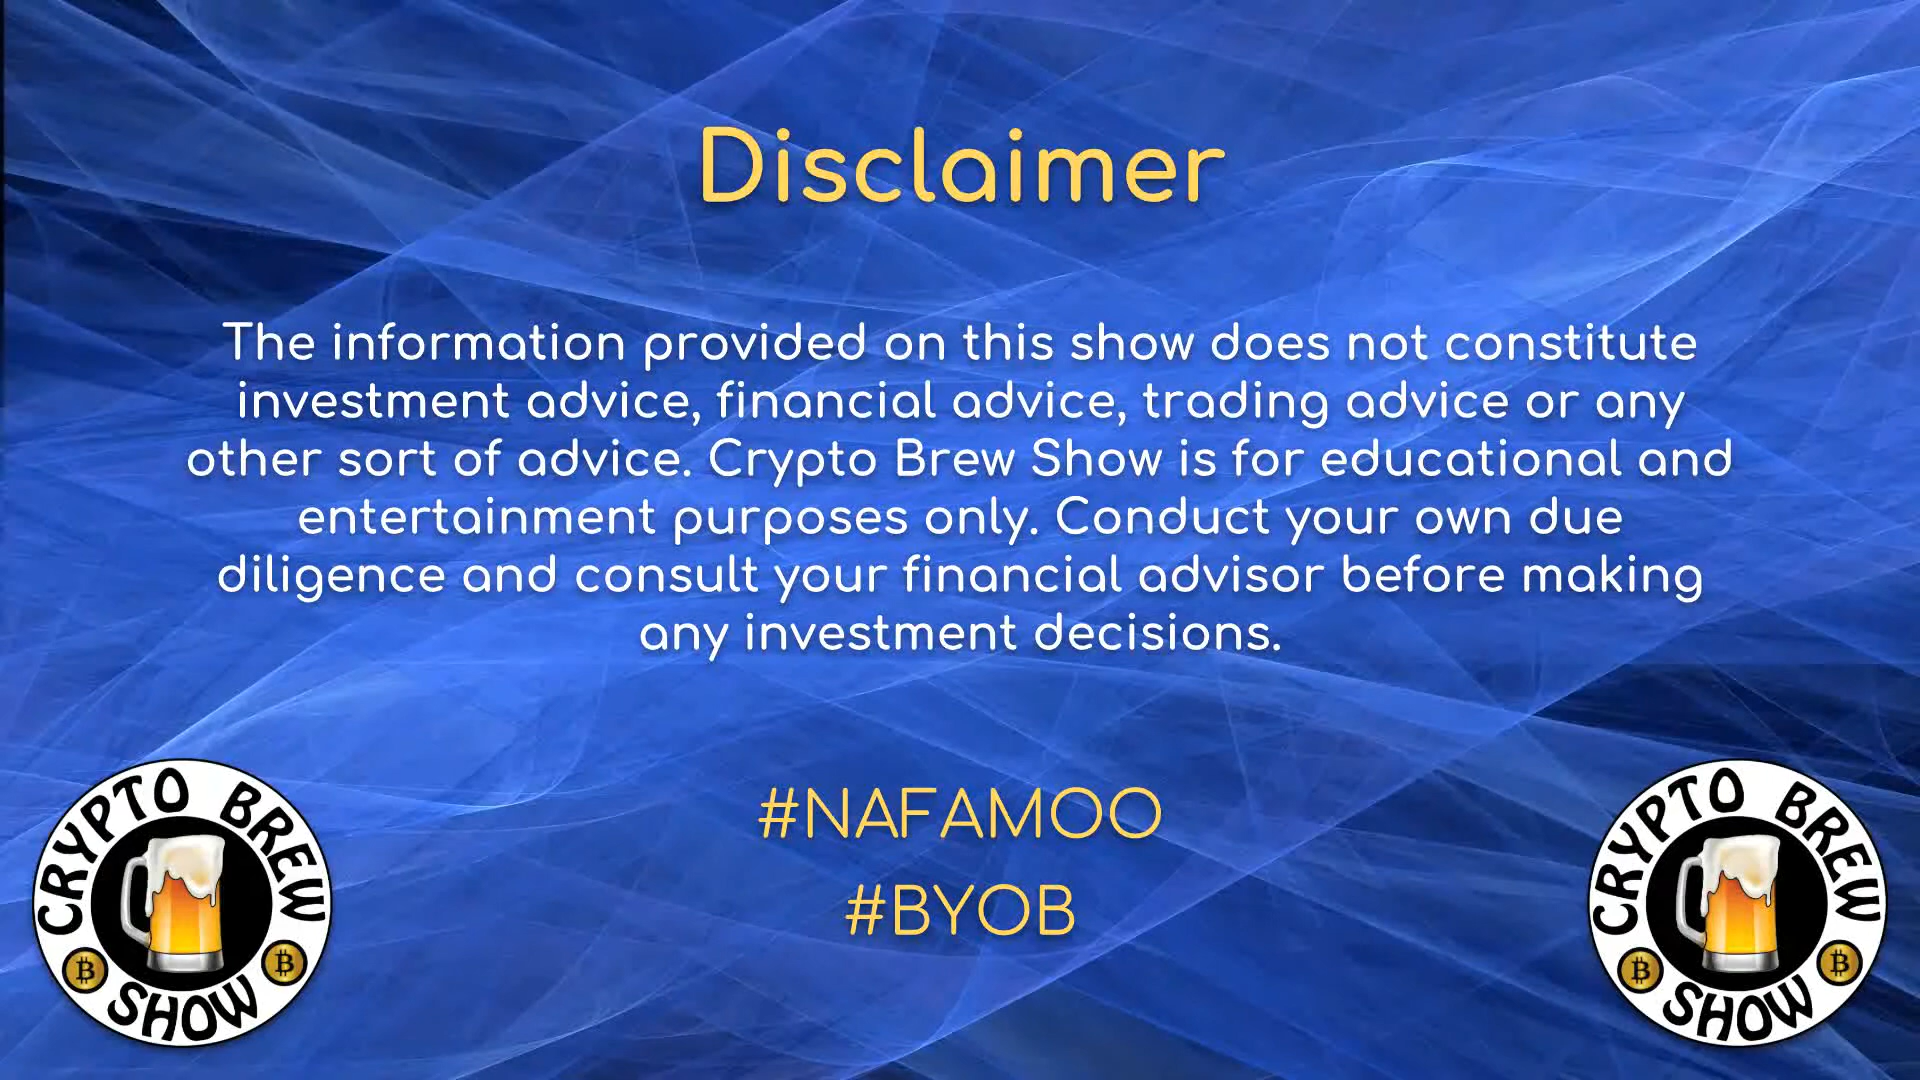 Disclaimer
The information provided on this show does not constitute
investment advice, financial advice, trading advice or any
other sort of advice. Crypto Brew Show is for educational and
entertainment purposes only. Conduct your own due
diligence and consult your financial advisor before making
any investment decisions.
#NAFAMOO
#BYOB
CRYPTO BREW
SHOW
CRYPTO BREW
SHOW